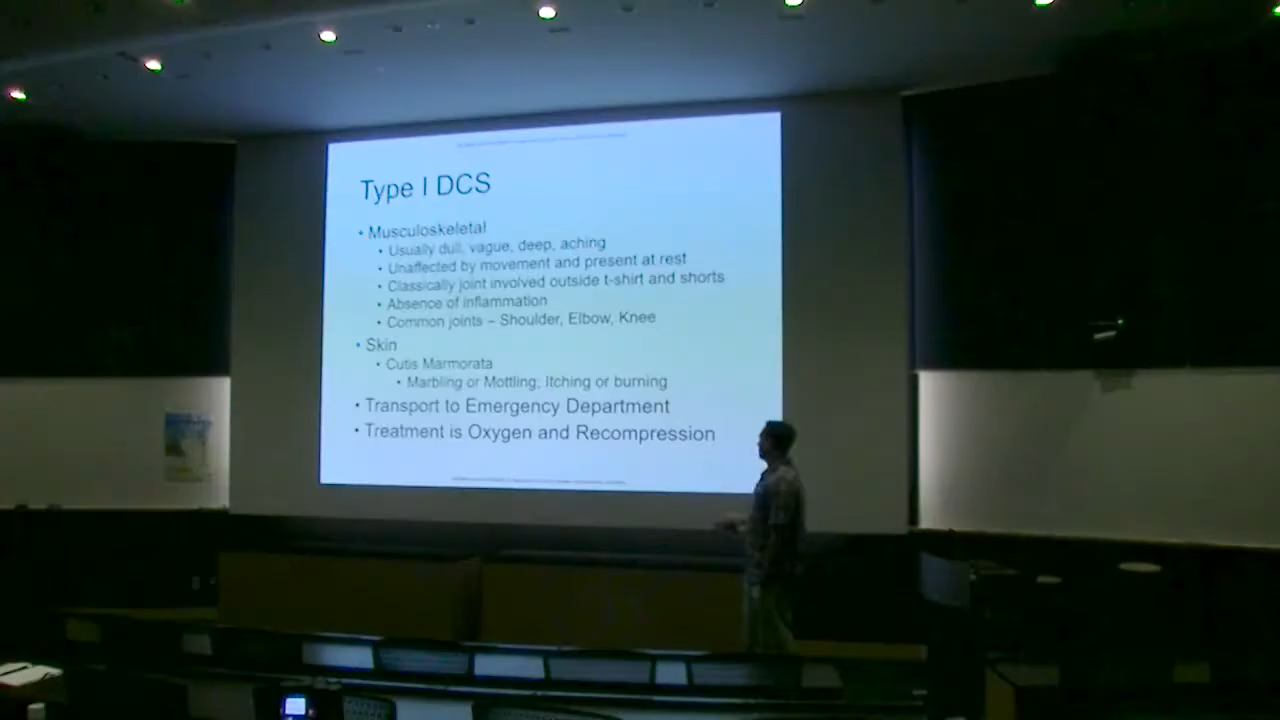 Type I DCS
• Musculoskeletal
• Usually dull, vague, deep, aching
• Unaffected by movement and present at rest
• Classically joint involved outside t-shirt and shorts
• Absence of inflammation
• Common joints – Shoulder, Elbow, Knee
• Skin
• Cutis Marmorata
• Marbling or Mottling, Itching or burning
• Transport to Emergency Department
• Treatment is Oxygen and Recompression